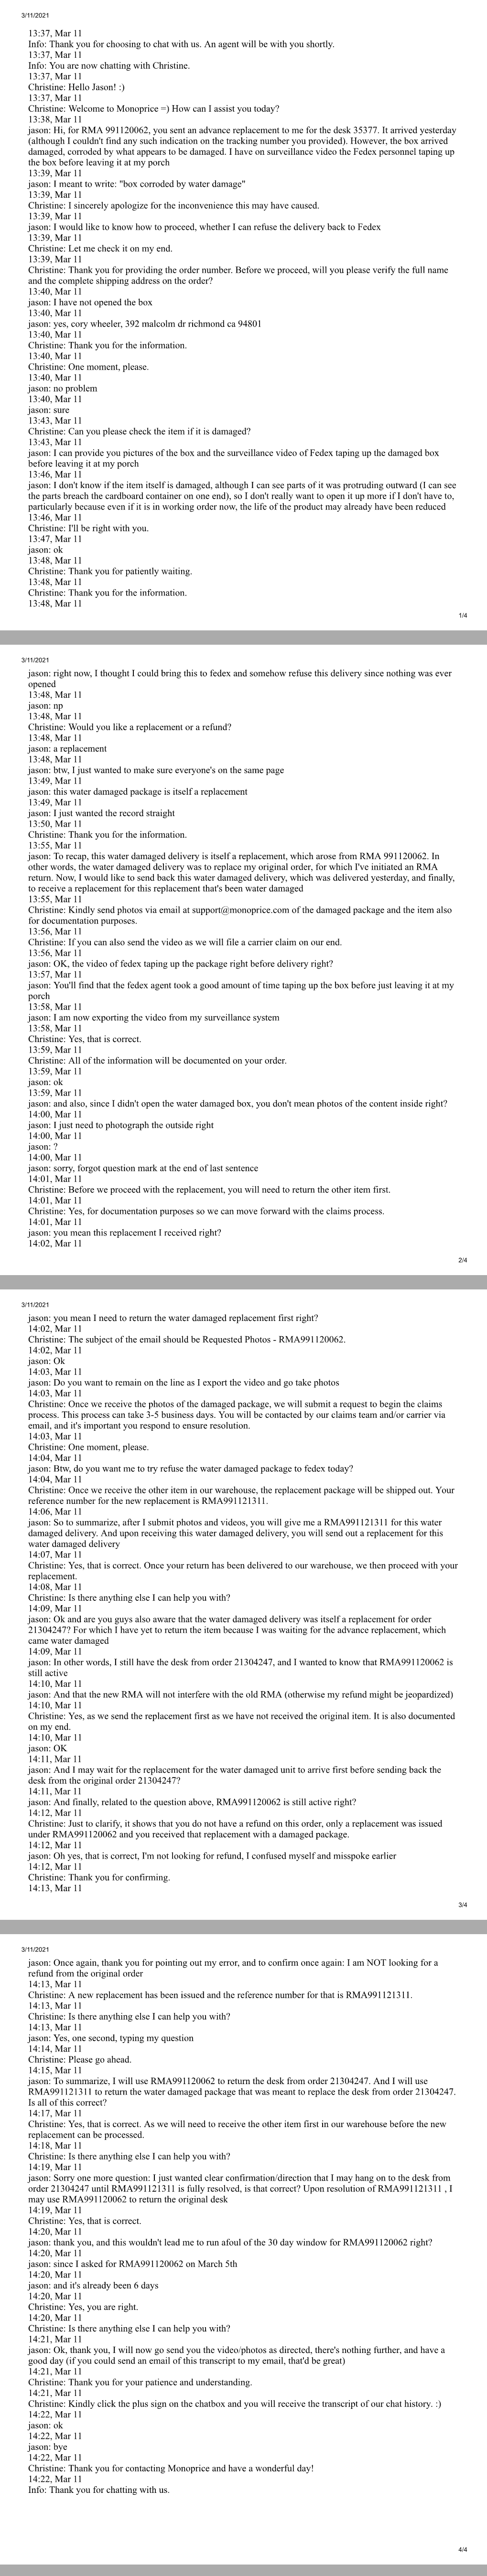 3/11/2021
13:37, Mar 11
Info: Thank you for choosing to chat with us. An agent will be with you shortly.
13:37, Mar 11
Info: You are now chatting with Christine.
13:37, Mar 11
Christine: Hello Jason! :)
13:37, Mar 11
Christine: Welcome to Monoprice =) How can I assist you today?
13:38, Mar 11
jason: Hi, for RMA 991120062, you sent an advance replacement to me for the desk 35377. It arrived yesterday
(although I couldn't find any such indication on the tracking number you provided). However, the box arrived
damaged, corroded by what appears to be damaged. I have on surveillance video the Fedex personnel taping up
the box before leaving it at my porch
13:39, Mar 11
jason: I meant to write: "box corroded by water damage"
13:39, Mar 11
Christine: I sincerely apologize for the inconvenience this may have caused.
13:39, Mar 11
jason: I would like to know how to proceed, whether I can refuse the delivery back to Fedex
13:39, Mar 11
Christine: Let me check it on my end.
13:39, Mar 11
Christine: Thank you for providing the order number. Before we proceed, will you please verify the full name
and the complete shipping address on the order?
13:40, Mar 11
jason: I have not opened the box
13:40, Mar 11
jason: yes, cory wheeler, 392 malcolm dr richmond ca 94801
13:40, Mar 11
Christine: Thank you for the information.
13:40, Mar 11
Christine: One moment, please.
13:40, Mar 11
jason: no problem
13:40, Mar 11
jason: sure
13:43, Mar 11
Christine: Can you please check the item if it is damaged?
13:43, Mar 11
jason: I can provide you pictures of the box and the surveillance video of Fedex taping up the damaged box
before leaving it at my porch
13:46, Mar 11
jason: I don't know if the item itself is damaged, although I can see parts of it was protruding outward (I can see
the parts breach the cardboard container on one end), so I don't really want to open it up more if I don't have to,
particularly because even if it is in working order now, the life of the product may already have been reduced
13:46, Mar 11
Christine: I'll be right with you.
13:47, Mar 11
jason: ok
13:48, Mar 11
Christine: Thank you for patiently waiting.
13:48, Mar 11
Christine: Thank you for the information.
13:48, Mar 11
1/4
3/11/2021
jason: right now, I thought I could bring this to fedex and somehow refuse this delivery since nothing was ever
opened
13:48, Mar 11
jason: np
13:48, Mar 11
Christine: Would you like a replacement or a refund?
13:48, Mar 11
jason: a replacement
13:48, Mar 11
jason: btw, I just wanted to make sure everyone's on the same page
13:49, Mar 11
jason: this water damaged package is itself a replacement
13:49, Mar 11
jason: I just wanted the record straight
13:50, Mar 11
Christine: Thank you for the information.
13:55, Mar 11
jason: To recap, this water damaged delivery is itself a replacement, which arose from RMA 991120062. In
other words, the water damaged delivery was to replace my original order, for which I've initiated an RMA
return. Now, I would like to send back this water damaged delivery, which was delivered yesterday, and finally,
to receive a replacement for this replacement that's been water damaged
13:55, Mar 11
Christine: Kindly send photos via email at support@monoprice.com of the damaged package and the item also
for documentation purposes.
13:56, Mar 11
Christine: If you can also send the video as we will file a carrier claim on our end.
13:56, Mar 11
jason: OK, the video of fedex taping up the package right before delivery right?
13:57, Mar 11
jason: You'll find that the fedex agent took a good amount of time taping up the box before just leaving it at my
porch
13:58, Mar 11
jason: I am now exporting the video from my surveillance system
13:58, Mar 11
Christine: Yes, that is correct.
13:59, Mar 11
Christine: All of the information will be documented on your order.
13:59, Mar 11
jason: ok
13:59, Mar 11
jason: and also, since I didn't open the water damaged box, you don't mean photos of the content inside right?
14:00, Mar 11
jason: I just need to photograph the outside right
14:00, Mar 11
jason: ?
14:00, Mar 11
jason: sorry, forgot question mark at the end of last sentence
14:01, Mar 11
Christine: Before we proceed with the replacement, you will need to return the other item first.
14:01, Mar 11
Christine: Yes, for documentation purposes so we can move forward with the claims process.
14:01, Mar 11
jason: you mean this replacement I received right?
14:02, Mar 11
2/4
3/11/2021
jason: you mean I need to return the water damaged replacement first right?
14:02, Mar 11
Christine: The subject of the email should be Requested Photos - RMA991120062.
14:02, Mar 11
jason: Ok
14:03, Mar 11
jason: Do you want to remain on the line as I export the video and go take photos
14:03, Mar 11
Christine: Once we receive the photos of the damaged package, we will submit a request to begin the claims
process. This process can take 3-5 business days. You will be contacted by our claims team and/or carrier via
email, and it's important you respond to ensure resolution.
14:03, Mar 11
Christine: One moment, please.
14:04, Mar 11
jason: Btw, do you want me to try refuse the water damaged package to fedex today?
14:04, Mar 11
Christine: Once we receive the other item in our warehouse, the replacement package will be shipped out. Your
reference number for the new replacement is RMA991121311.
14:06, Mar 11
jason: So to summarize, after I submit photos and videos, you will give me a RMA991121311 for this water
damaged delivery. And upon receiving this water damaged delivery, you will send out a replacement for this
water damaged delivery
14:07, Mar 11
Christine: Yes, that is correct. Once your return has been delivered to our warehouse, we then proceed with your
replacement.
14:08, Mar 11
Christine: Is there anything else I can help you with?
14:09, Mar 11
jason: Ok and are you guys also aware that the water damaged delivery was itself a replacement for order
21304247? For which I have yet to return the item because I was waiting for the advance replacement, which
came water damaged
14:09, Mar 11
jason: In other words, I still have the desk from order 21304247, and I wanted to know that RMA991120062 is
still active
14:10, Mar 11
jason: And that the new RMA will not interfere with the old RMA (otherwise my refund might be jeopardized)
14:10, Mar 11
Christine: Yes, as we send the replacement first as we have not received the original item. It is also documented
on my end.
14:10, Mar 11
jason: OK
14:11, Mar 11
jason: And I may wait for the replacement for the water damaged unit to arrive first before sending back the
desk from the original order 21304247?
14:11, Mar 11
jason: And finally, related to the question above, RMA991120062 is still active right?
14:12, Mar 11
Christine: Just to clarify, it shows that you do not have a refund on this order, only a replacement was issued
under RMA991120062 and you received that replacement with a damaged package.
14:12, Mar 11
jason: Oh yes, that is correct, I'm not looking for refund, I confused myself and misspoke earlier
14:12, Mar 11
Christine: Thank you for confirming.
14:13, Mar 11
3/4
3/11/2021
jason: Once again, thank you for pointing out my error, and to confirm once again: I am NOT looking for a
refund from the original order
14:13, Mar 11
Christine: A new replacement has been issued and the reference number for that is RMA991121311.
14:13, Mar 11
Christine: Is there anything else I can help you with?
14:13, Mar 11
jason: Yes, one second, typing my question
14:14, Mar 11
Christine: Please go ahead.
14:15, Mar 11
jason: To summarize, I will use RMA991120062 to return the desk from order 21304247. And I will use
RMA991121311 to return the water damaged package that was meant to replace the desk from order 21304247.
Is all of this correct?
14:17, Mar 11
Christine: Yes, that is correct. As we will need to receive the other item first in our warehouse before the new
replacement can be processed.
14:18, Mar 11
Christine: Is there anything else I can help you with?
14:19, Mar 11
jason: Sorry one more question: I just wanted clear confirmation/direction that I may hang on to the desk from
order 21304247 until RMA991121311 is fully resolved, is that correct? Upon resolution of RMA991121311 , I
may use RMA991120062 to return the original desk
14:19, Mar 11
Christine: Yes, that is correct.
14:20, Mar 11
jason: thank you, and this wouldn't lead me to run afoul of the 30 day window for RMA991120062 right?
14:20, Mar 11
jason: since I asked for RMA991120062 on March 5th
14:20, Mar 11
jason: and it's already been 6 days
14:20, Mar 11
Christine: Yes, you are right.
14:20, Mar 11
Christine: Is there anything else I can help you with?
14:21, Mar 11
jason: Ok, thank you, I will now go send you the video/photos as directed, there's nothing further, and have a
good day (if you could send an email of this transcript to my email, that'd be great)
14:21, Mar 11
Christine: Thank you for your patience and understanding.
14:21, Mar 11
Christine: Kindly click the plus sign on the chatbox and you will receive the transcript of our chat history. :)
14:22, Mar 11
jason: ok
14:22, Mar 11
jason: bye
14:22, Mar 11
Christine: Thank you for contacting Monoprice and have a wonderful day!
14:22, Mar 11
Info: Thank you for chatting with us.
4/4